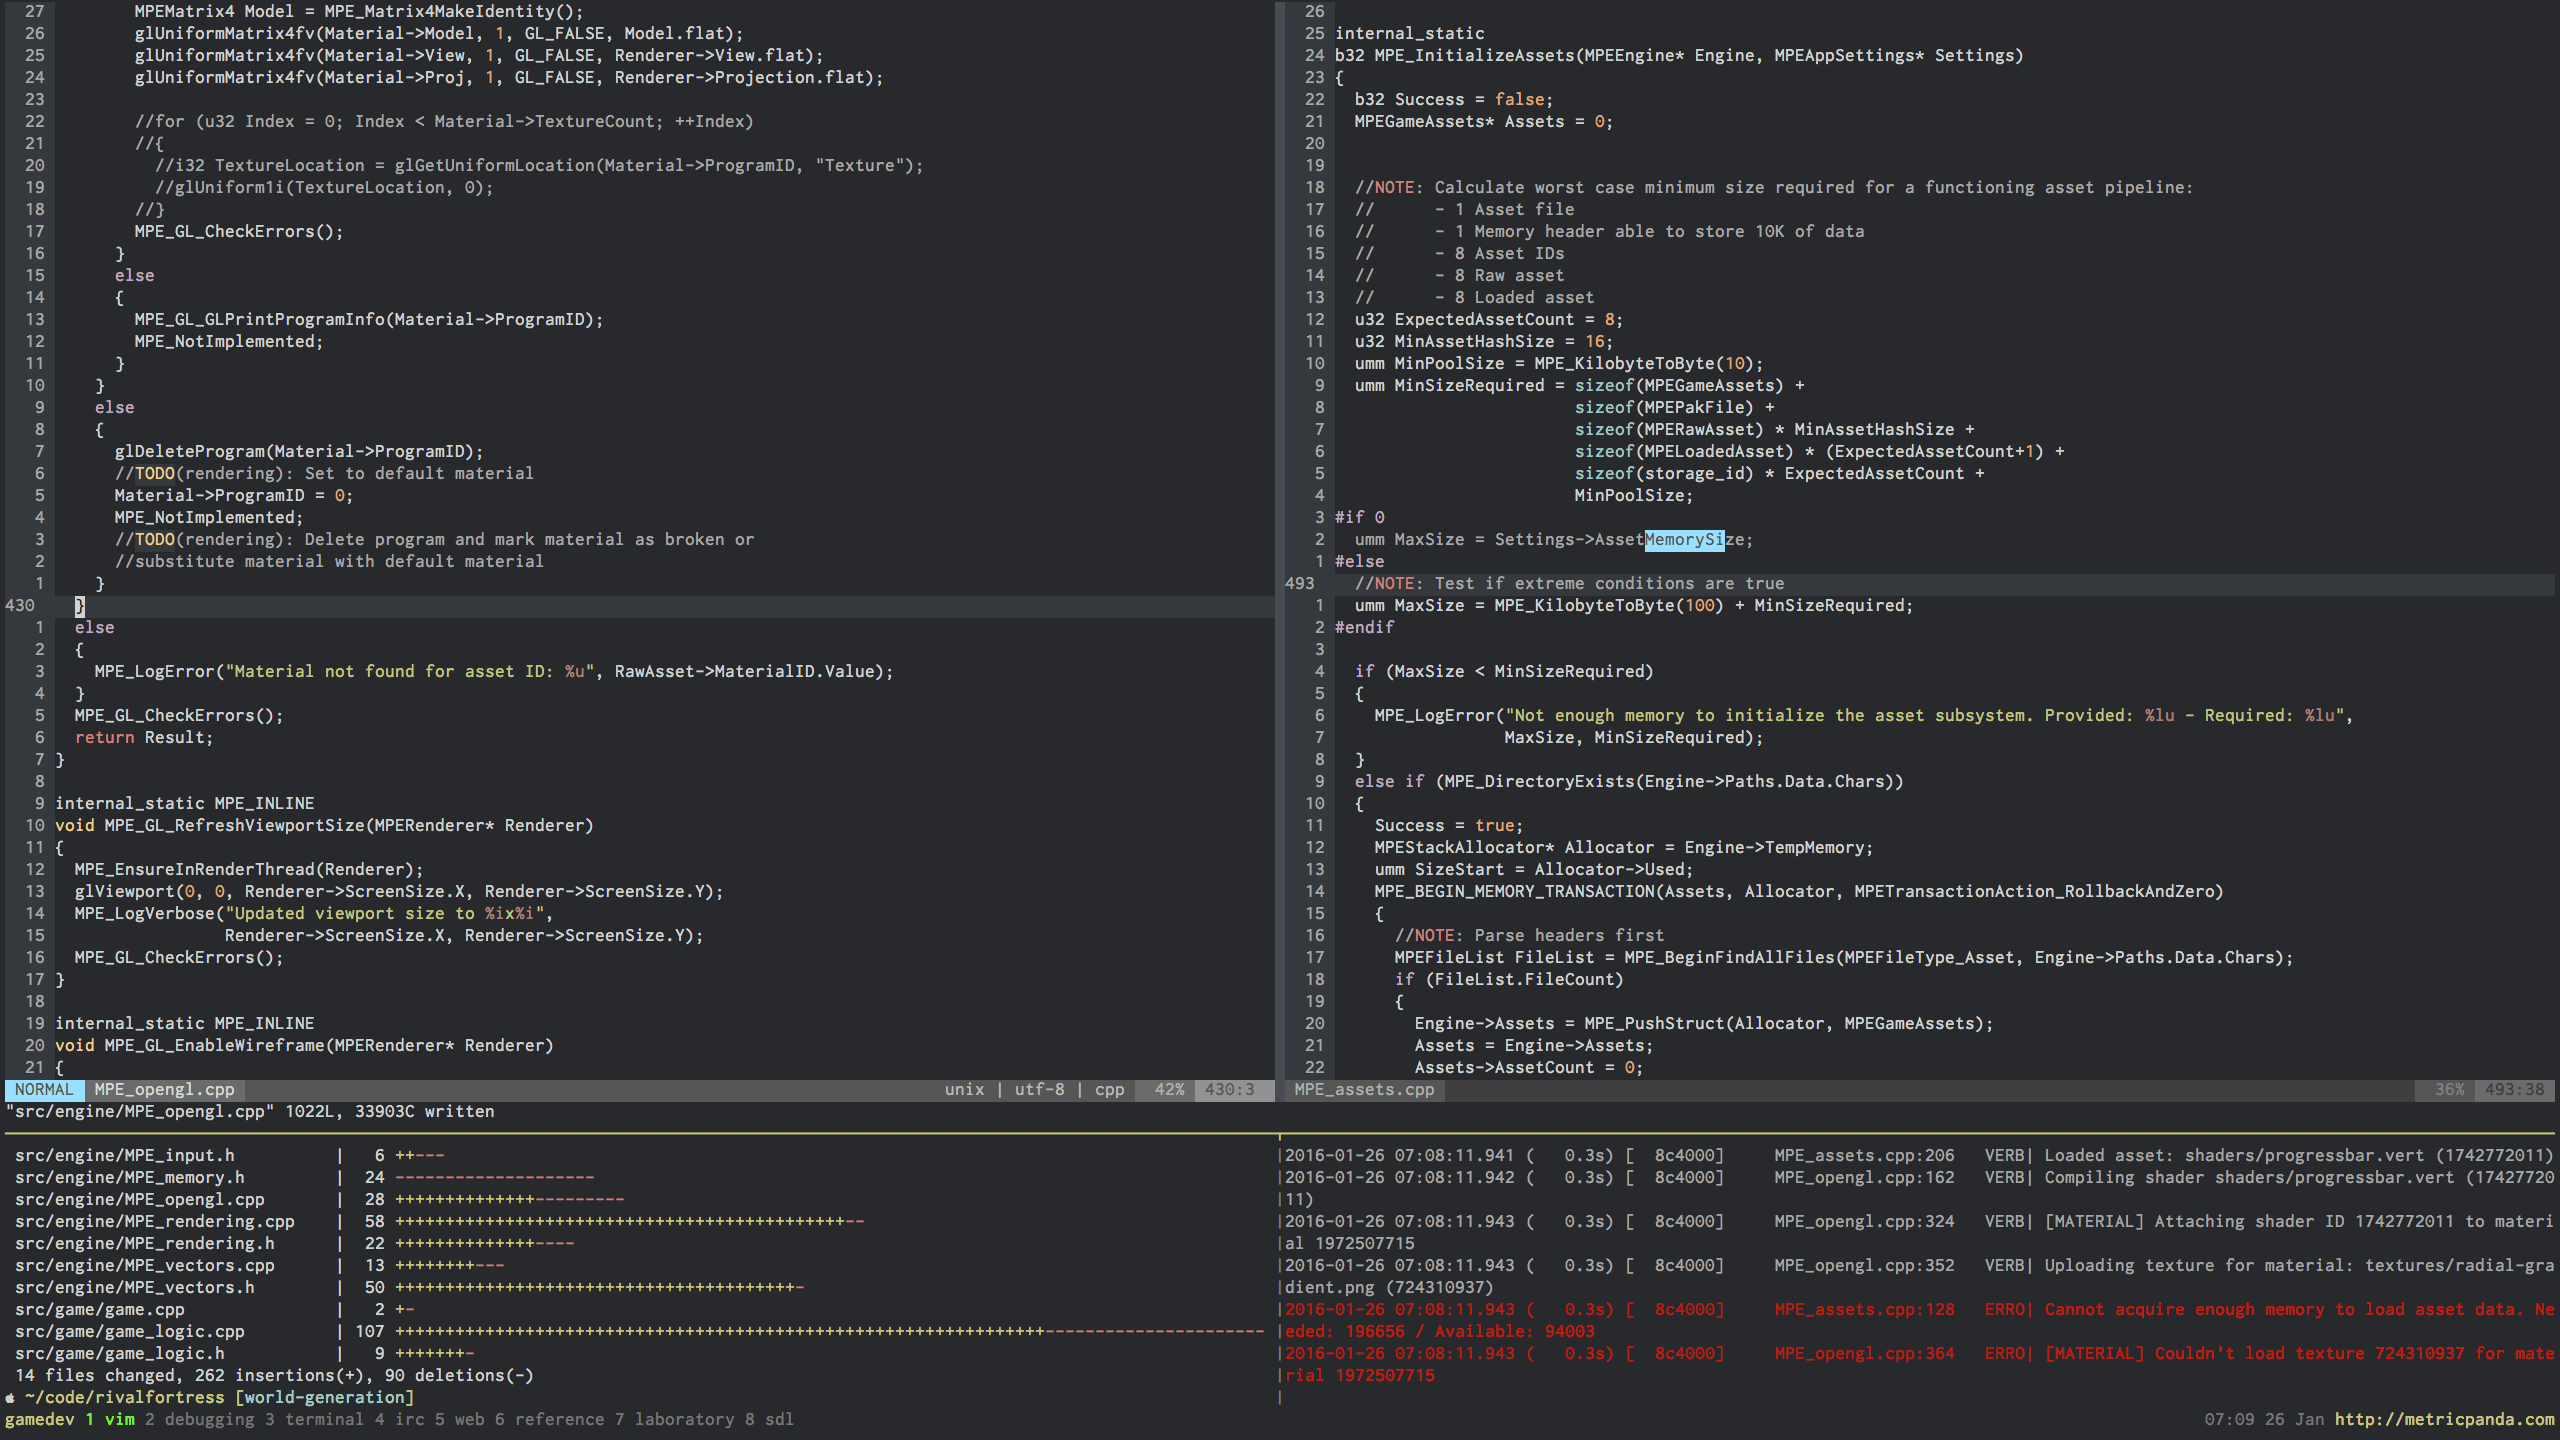 27 MPEMatrix4 Model = MPE_Matrix4MakeIdentity();
26 glUniformMatrix4fv(Material->Model, 1, GL_FALSE, Model.flat);
25 glUniformMatrix4fv(Material->View, 1, GL_FALSE, Renderer->View.flat);
24 glUniformMatrix4fv(Material->Proj, 1, GL_FALSE, Renderer->Projection.flat);
23
22 //for (u32 Index = 0; Index < Material->TextureCount; ++Index)
21 //{
20 //i32 TextureLocation = glGetUniformLocation(Material->ProgramID, "Texture");
19 //glUniform1i(TextureLocation, 0);
18 //}
17 MPE_GL_CheckErrors();
16 }
15 else
14 {
13 MPE_GL_GLPrintProgramInfo(Material->ProgramID);
12 MPE_NotImplemented;
11 }
10 }
9 else
8 {
7 glDeleteProgram(Material->ProgramID);
6 //TODO(rendering): Set to default material
5 Material->ProgramID = 0;
4 MPE_NotImplemented;
3 //TODO(rendering): Delete program and mark material as broken or
2 //substitute material with default material
1 }
430 }
1 else
2 {
3 MPE_LogError("Material not found for asset ID: %u", RawAsset->MaterialID.Value);
4 }
5 MPE_GL_CheckErrors();
6 return Result;
7 }
8
9 internal_static MPE_INLINE
10 void MPE_GL_RefreshViewportSize(MPERenderer* Renderer)
11 {
12 MPE_EnsureInRenderThread(Renderer);
13 glViewport(0, 0, Renderer->ScreenSize.X, Renderer->ScreenSize.Y);
14 MPE_LogVerbose("Updated viewport size to %ix%i",
15 Renderer->ScreenSize.X, Renderer->ScreenSize.Y);
16 MPE_GL_CheckErrors();
17 }
18
19 internal_static MPE_INLINE
20 void MPE_GL_EnableWireframe(MPERenderer* Renderer)
21 {
NORMAL MPE_opengl.cpp unix | utf-8 | cpp 42% 430:3
26
25 internal_static
24 b32 MPE_InitializeAssets(MPEEngine* Engine, MPEAppSettings* Settings)
23 {
22 b32 Success = false;
21 MPEGameAssets* Assets = 0;
20
19
18 //NOTE: Calculate worst case minimum size required for a functioning asset pipeline:
17 // - 1 Asset file
16 // - 1 Memory header able to store 10K of data
15 // - 8 Asset IDs
14 // - 8 Raw asset
13 // - 8 Loaded asset
12 u32 ExpectedAssetCount = 8;
11 u32 MinAssetHashSize = 16;
10 umm MinPoolSize = MPE_KilobyteToByte(10);
9 umm MinSizeRequired = sizeof(MPEGameAssets) +
8 sizeof(MPEPakFile) +
7 sizeof(MPERawAsset) * MinAssetHashSize +
6 sizeof(MPELoadedAsset) * (ExpectedAssetCount+1) +
5 sizeof(storage_id) * ExpectedAssetCount +
4 MinPoolSize;
3 #if 0
2 umm MaxSize = Settings->AssetMemorySize;
1 #else
493 //NOTE: Test if extreme conditions are true
1 umm MaxSize = MPE_KilobyteToByte(100) + MinSizeRequired;
2 #endif
3
4 if (MaxSize < MinSizeRequired)
5 {
6 MPE_LogError("Not enough memory to initialize the asset subsystem. Provided: %lu - Required: %lu",
7 MaxSize, MinSizeRequired);
8 }
9 else if (MPE_DirectoryExists(Engine->Paths.Data.Chars))
10 {
11 Success = true;
12 MPEStackAllocator* Allocator = Engine->TempMemory;
13 umm SizeStart = Allocator->Used;
14 MPE_BEGIN_MEMORY_TRANSACTION(Assets, Allocator, MPETransactionAction_RollbackAndZero)
15 {
16 //NOTE: Parse headers first
17 MPEFileList FileList = MPE_BeginFindAllFiles(MPEFileType_Asset, Engine->Paths.Data.Chars);
18 if (FileList.FileCount)
19 {
20 Engine->Assets = MPE_PushStruct(Allocator, MPEGameAssets);
21 Assets = Engine->Assets;
22 Assets->AssetCount = 0;
MPE_assets.cpp 36% 493:38
"src/engine/MPE_opengl.cpp" 1022L, 33903C written
src/engine/MPE_input.h | 6 ++---
src/engine/MPE_memory.h | 24 --------------------
src/engine/MPE_opengl.cpp | 28 ++++++++++++++---------
src/engine/MPE_rendering.cpp | 58 +++++++++++++++++++++++++++++++++++++++++++++--
src/engine/MPE_rendering.h | 22 ++++++++++++++----
src/engine/MPE_vectors.cpp | 13 ++++++++---
src/engine/MPE_vectors.h | 50 ++++++++++++++++++++++++++++++++++++++++-
src/game/game.cpp | 2 +-
src/game/game_logic.cpp | 107 +++++++++++++++++++++++++++++++++++++++++++++++++++++++++++++++++----------------------
src/game/game_logic.h | 9 +++++++-
14 files changed, 262 insertions(+), 90 deletions(-)
~/code/rivalfortress [world-generation]
|2016-01-26 07:08:11.941 ( 0.3s) [ 8c4000] MPE_assets.cpp:206 VERB| Loaded asset: shaders/progressbar.vert (1742772011)
|2016-01-26 07:08:11.942 ( 0.3s) [ 8c4000] MPE_opengl.cpp:162 VERB| Compiling shader shaders/progressbar.vert (17427720
|11)
|2016-01-26 07:08:11.943 ( 0.3s) [ 8c4000] MPE_opengl.cpp:324 VERB| [MATERIAL] Attaching shader ID 1742772011 to materi
|al 1972507715
|2016-01-26 07:08:11.943 ( 0.3s) [ 8c4000] MPE_opengl.cpp:352 VERB| Uploading texture for material: textures/radial-gra
|dient.png (724310937)
|2016-01-26 07:08:11.943 ( 0.3s) [ 8c4000] MPE_assets.cpp:128 ERRO| Cannot acquire enough memory to load asset data. Ne
|eded: 196656 / Available: 94003
|2016-01-26 07:08:11.943 ( 0.3s) [ 8c4000] MPE_opengl.cpp:364 ERRO| [MATERIAL] Couldn't load texture 724310937 for mate
|rial 1972507715
|
gamedev 1 vim 2 debugging 3 terminal 4 irc 5 web 6 reference 7 laboratory 8 sdl 07:09 26 Jan http://metricpanda.com